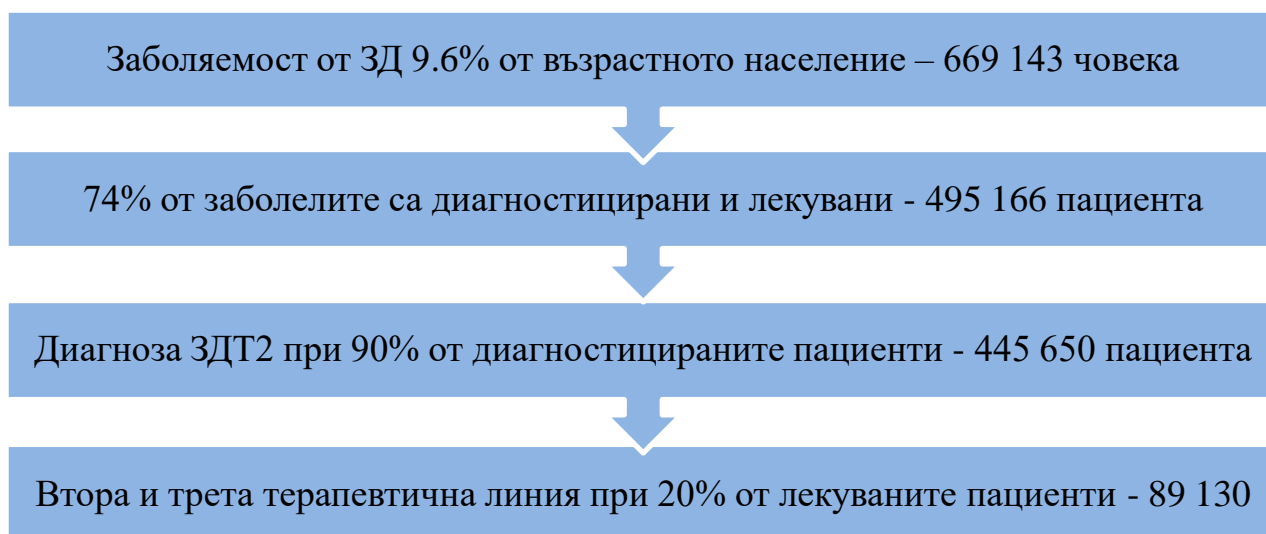 Заболяемост от ЗД 9.6% от възрастното население – 669 143 човека
74% от заболелите са диагностицирани и лекувани - 495 166 пациента
Диагноза ЗДТ2 при 90% от диагностицираните пациенти - 445 650 пациента
Втора и трета терапевтична линия при 20% от лекуваните пациенти - 89 130